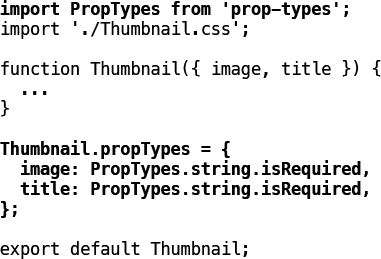 import PropTypes from 'prop-types';
import './Thumbnail.css';

function Thumbnail({ image, title }) {
  ...
}

Thumbnail.propTypes = {
  image: PropTypes.string.isRequired,
  title: PropTypes.string.isRequired,
};

export default Thumbnail;